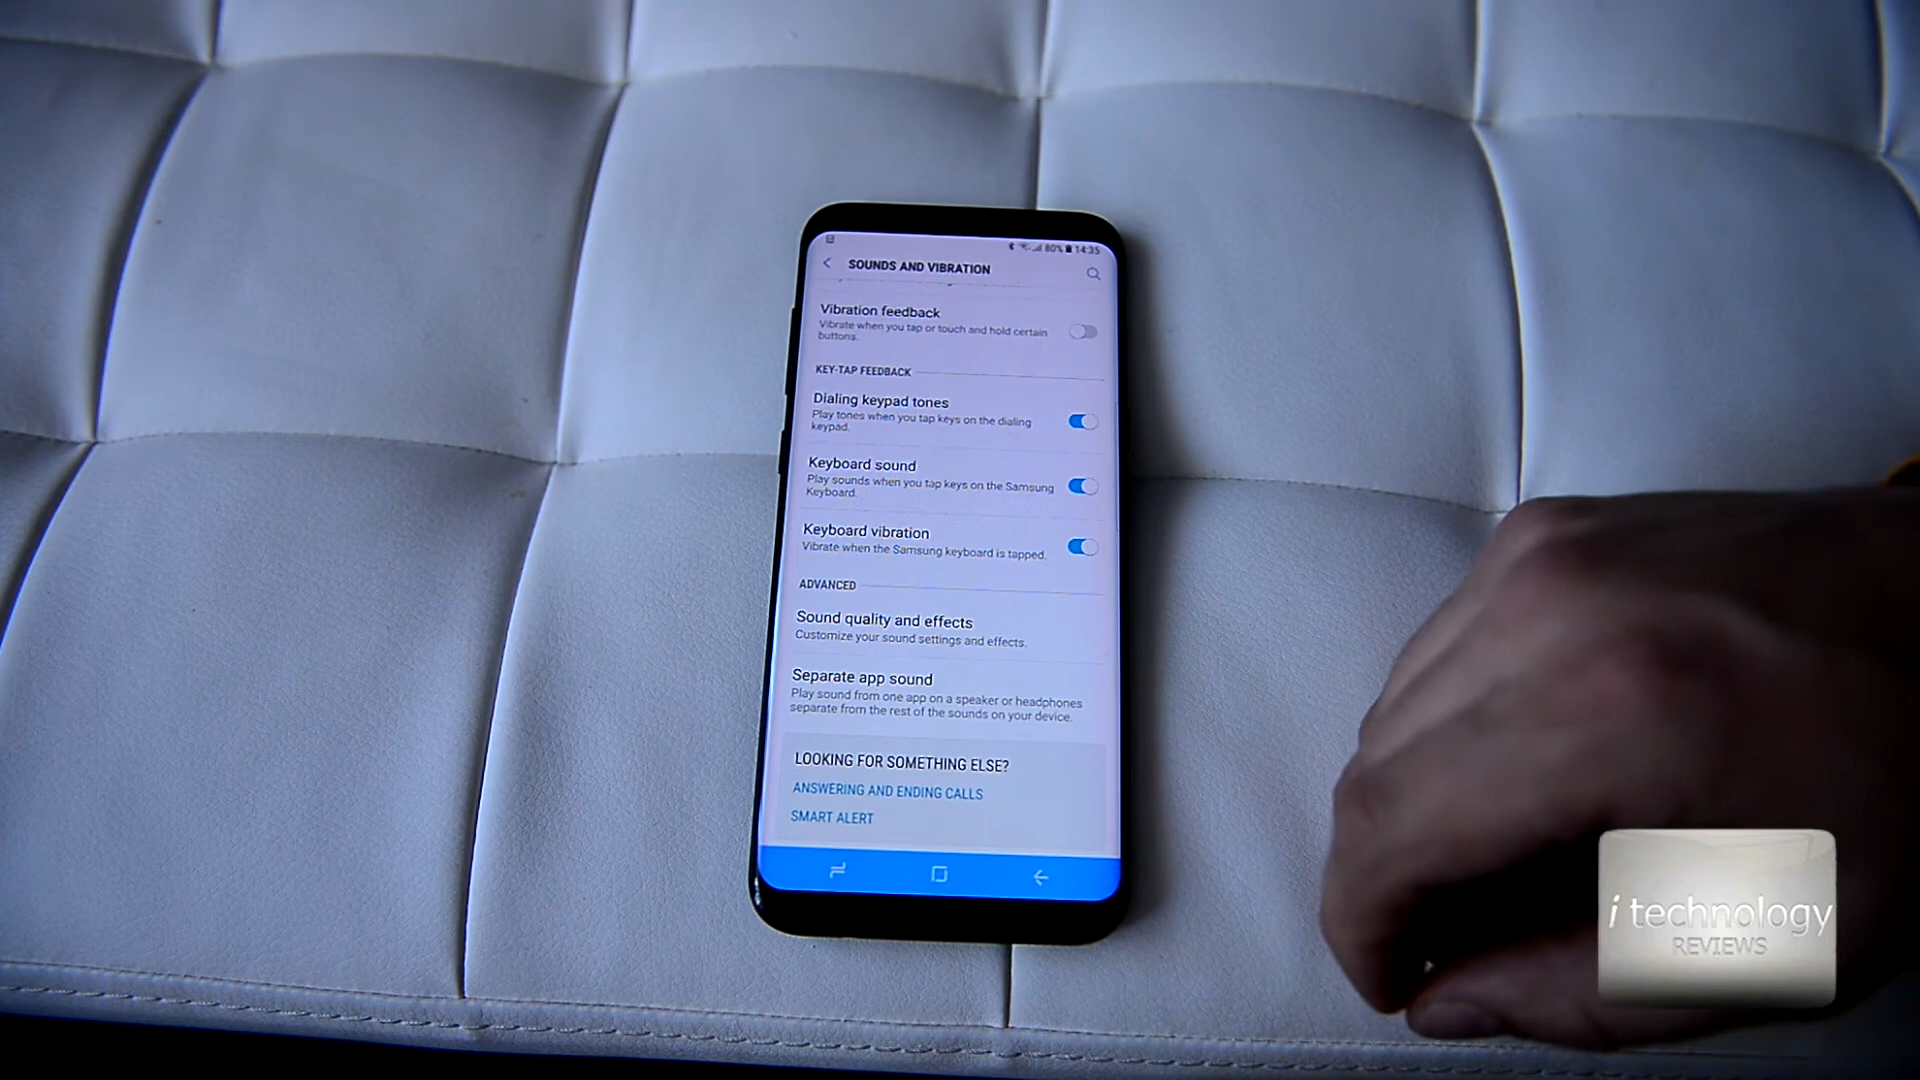 80% 14:35
SOUNDS AND VIBRATION
Vibration feedback
Vibrate when you tap or touch and hold certain
buttons.
KEY-TAP FEEDBACK
Dialing keypad tones
Play tones when you tap keys on the dialing
keypad.
Keyboard sound
Play sounds when you tap keys on the Samsung
Keyboard.
Keyboard vibration
Vibrate when the Samsung keyboard is tapped.
ADVANCED
Sound quality and effects
Customize your sound settings and effects.
Separate app sound
Play sound from one app on a speaker or headphones
separate from the rest of the sounds on your device.
LOOKING FOR SOMETHING ELSE?
ANSWERING AND ENDING CALLS
SMART ALERT
i technology
REVIEWS